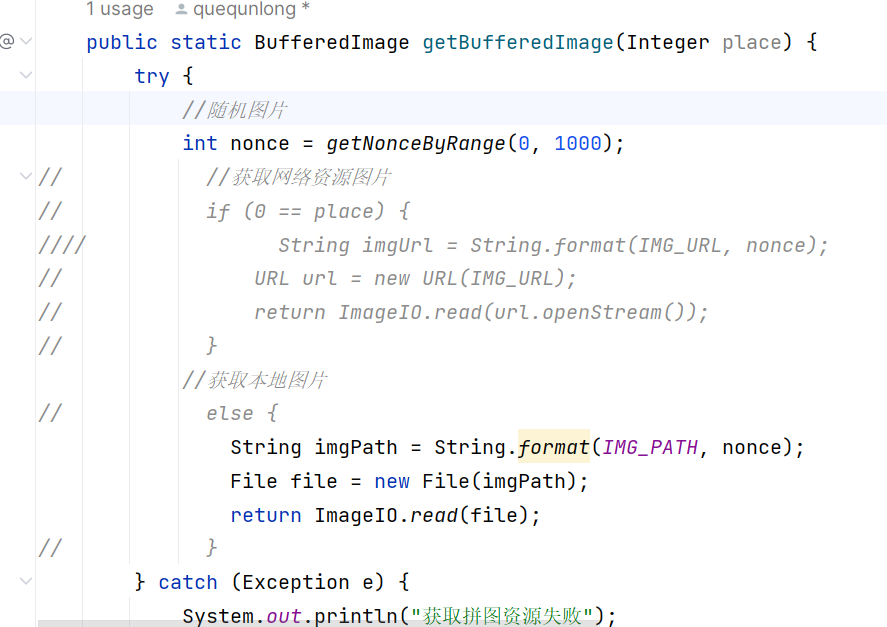 1 usage quequnlong *
@ public static BufferedImage getBufferedImage(Integer place) {
try {
//随机图片
int nonce = getNonceByRange(0, 1000);
// //获取网络资源图片
// if (0 == place) {
//// String imgUrl = String.format(IMG_URL, nonce);
// URL url = new URL(IMG_URL);
// return ImageIO.read(url.openStream());
// }
//获取本地图片
// else {
String imgPath = String.format(IMG_PATH, nonce);
File file = new File(imgPath);
return ImageIO.read(file);
// }
} catch (Exception e) {
System.out.println("获取拼图资源失败");